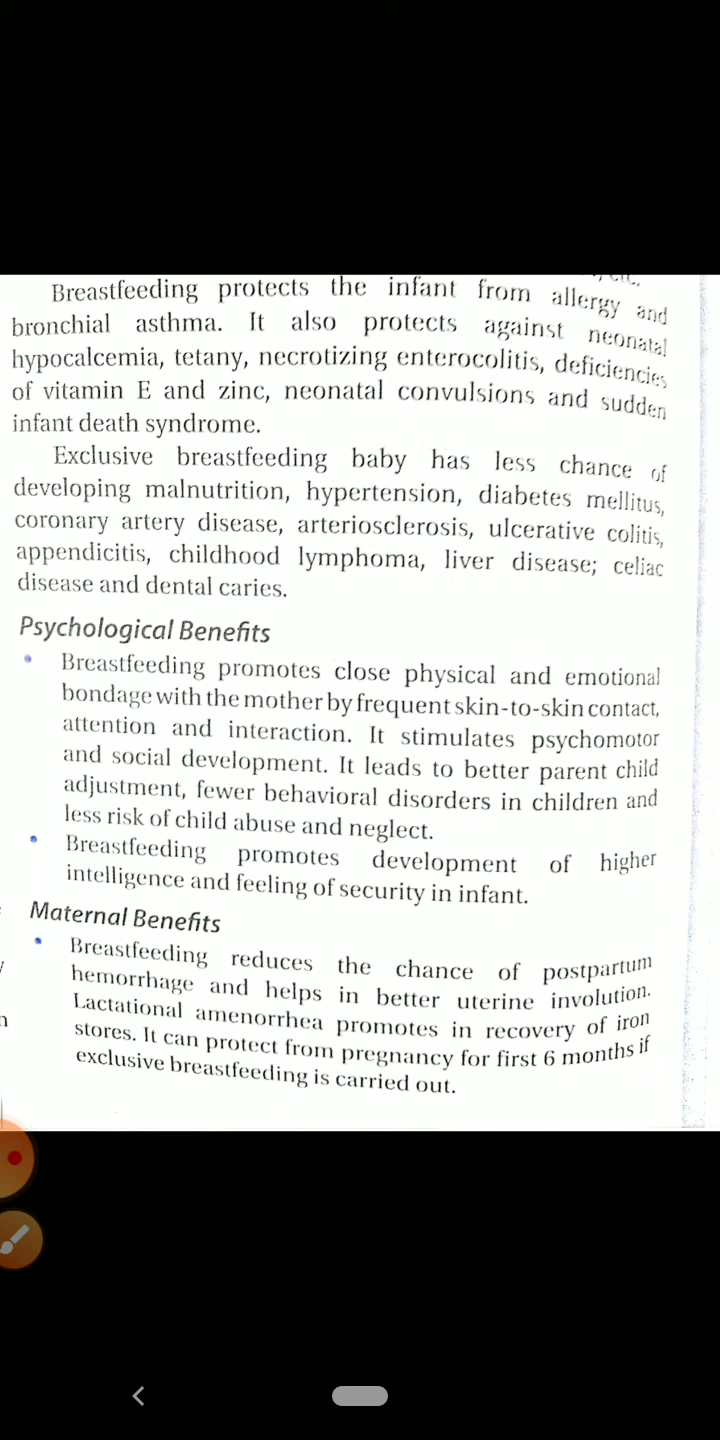 Breastfeeding protects the infant from allergy and
bronchial asthma. It also protects against neonatal
hypocalcemia, tetany, necrotizing enterocolitis, deficiencies
of vitamin E and zinc, neonatal convulsions and sudden
infant death syndrome.
Exclusive breastfeeding baby has less chance of
developing malnutrition, hypertension, diabetes mellitus,
coronary artery disease, arteriosclerosis, ulcerative colitis,
appendicitis, childhood lymphoma, liver disease; celiac
disease and dental caries.
Psychological Benefits
• Breastfeeding promotes close physical and emotional
bondage with the mother by frequent skin-to-skin contact,
attention and interaction. It stimulates psychomotor
and social development. It leads to better parent child
adjustment, fewer behavioral disorders in children and
less risk of child abuse and neglect.
• Breastfeeding promotes development of higher
intelligence and feeling of security in infant.
Maternal Benefits
• Breastfeeding reduces the chance of postpartum
hemorrhage and helps in better uterine involution.
Lactational amenorrhea promotes in recovery of iron
stores. It can protect from pregnancy for first 6 months if
exclusive breastfeeding is carried out.